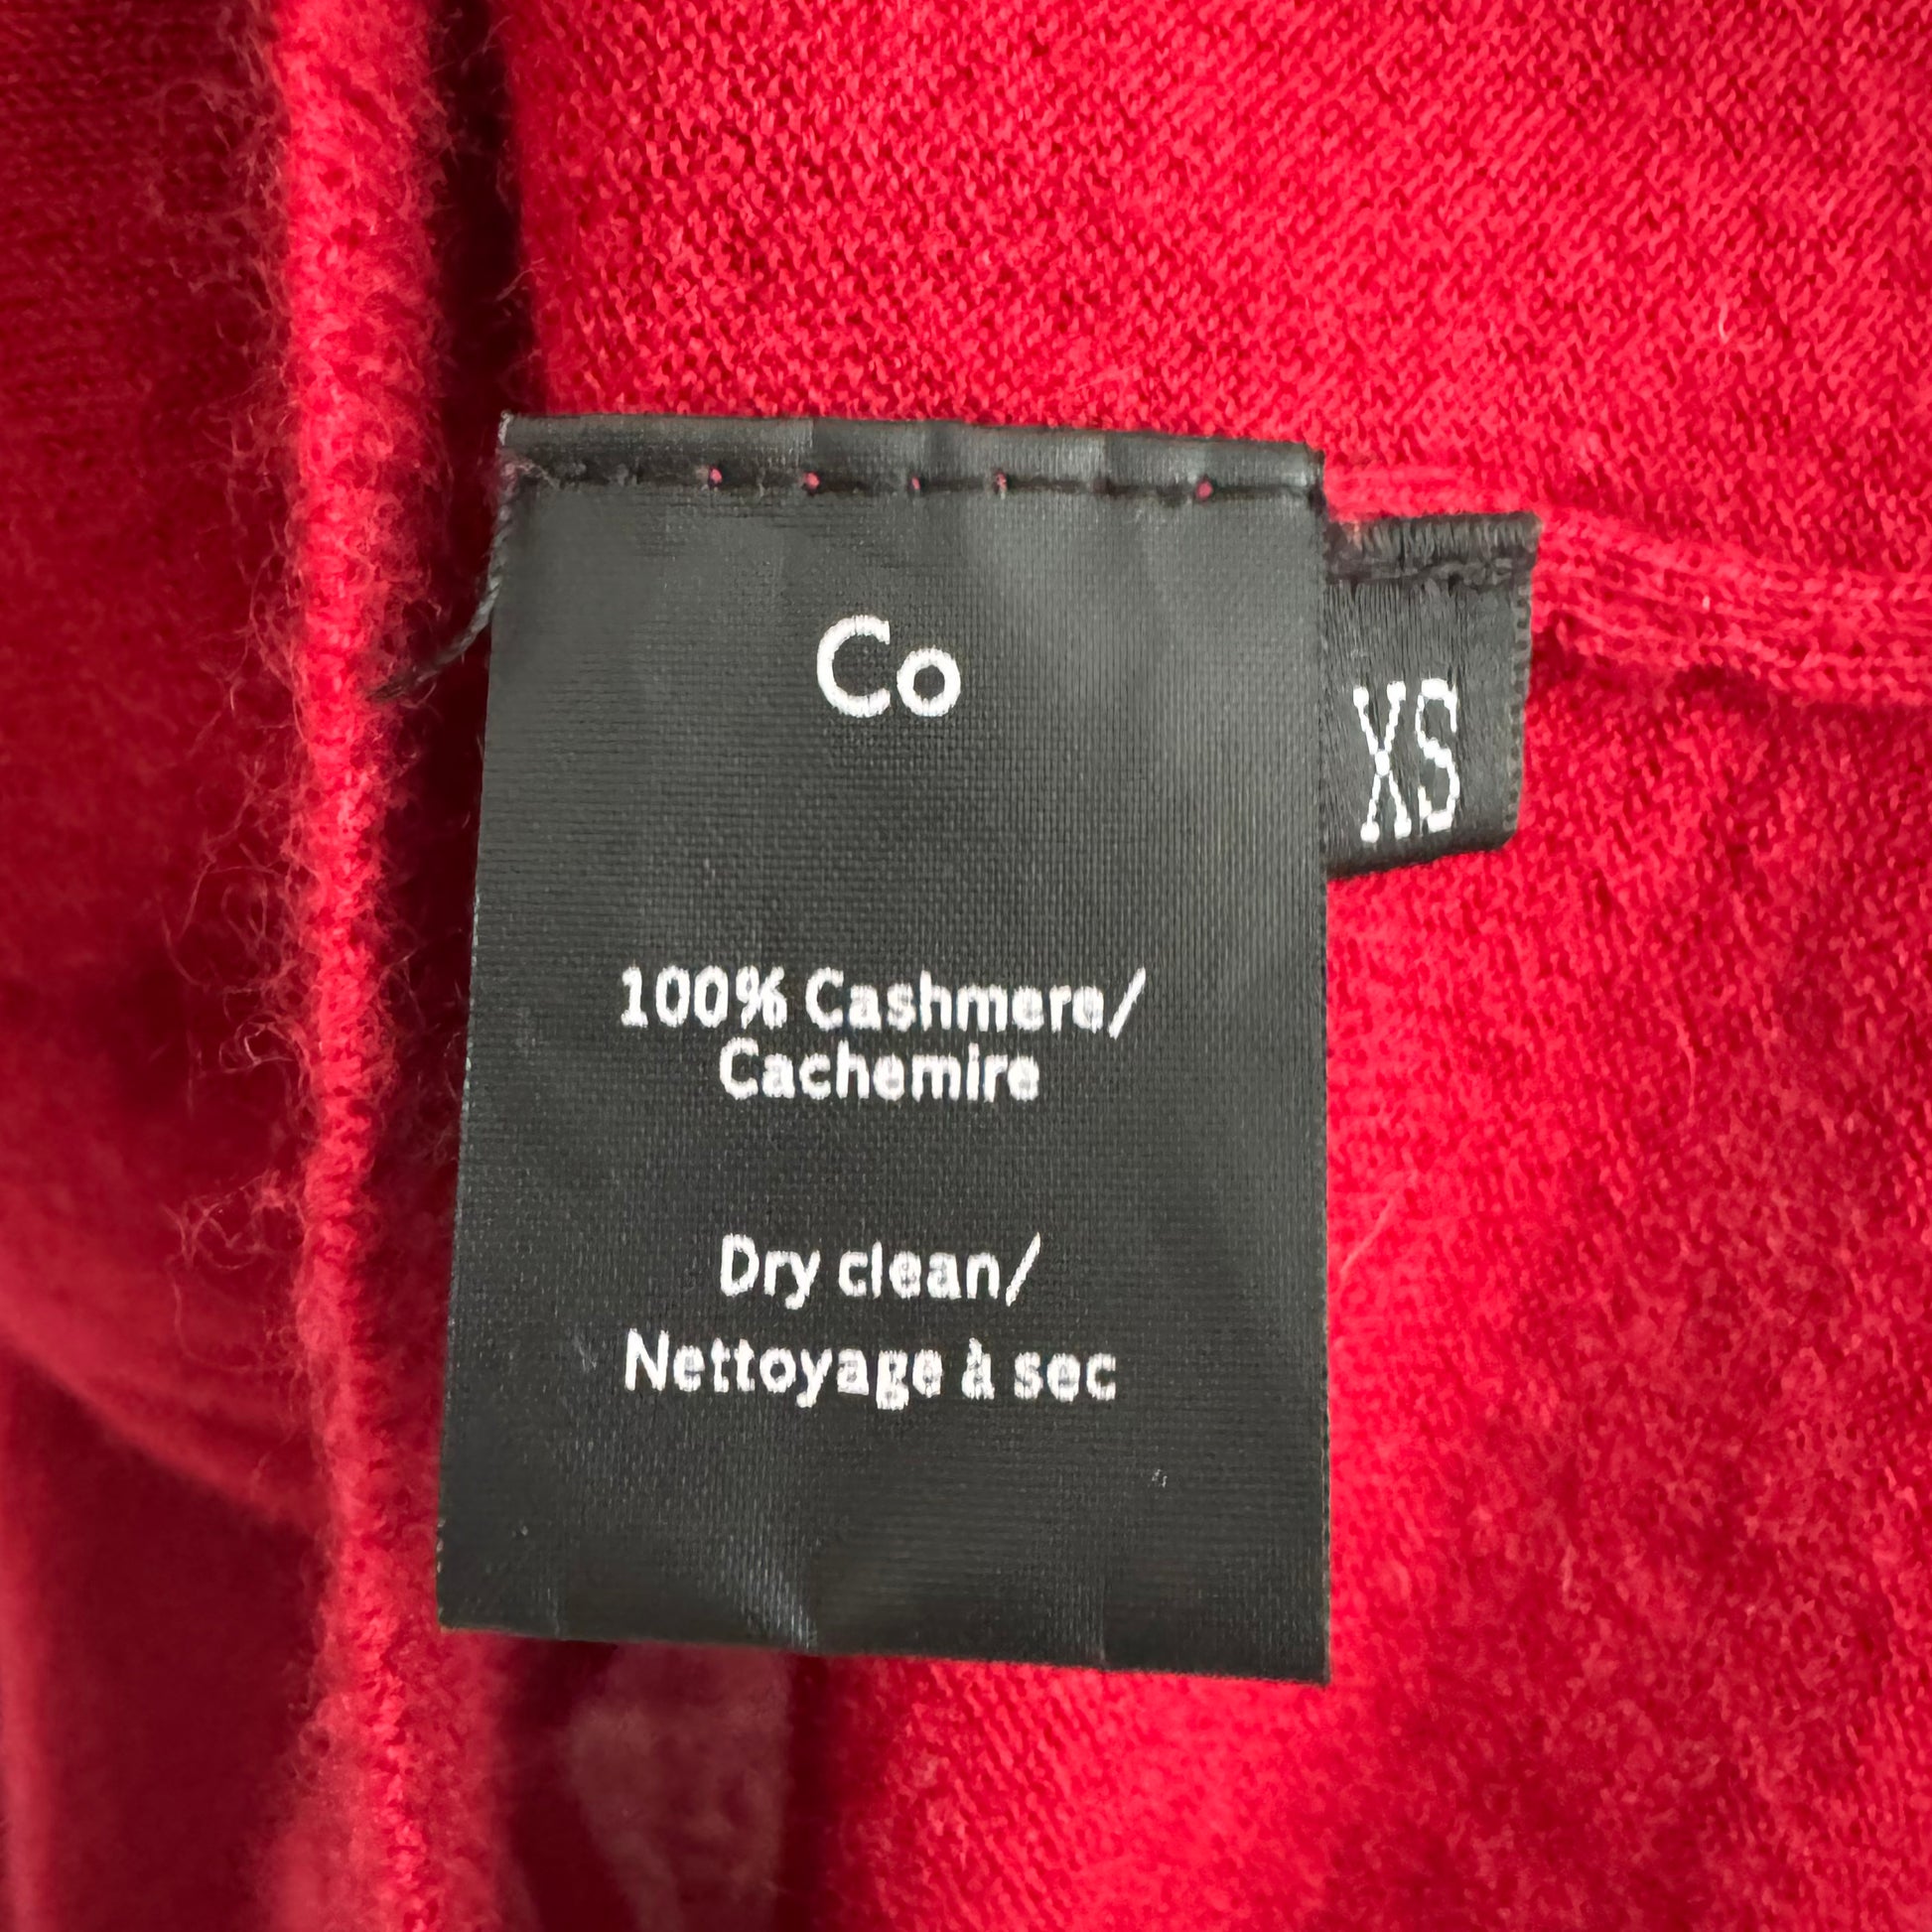 Co
XS
100% Cashmere/
Cachemire
Dry clean/
Nettoyage à sec